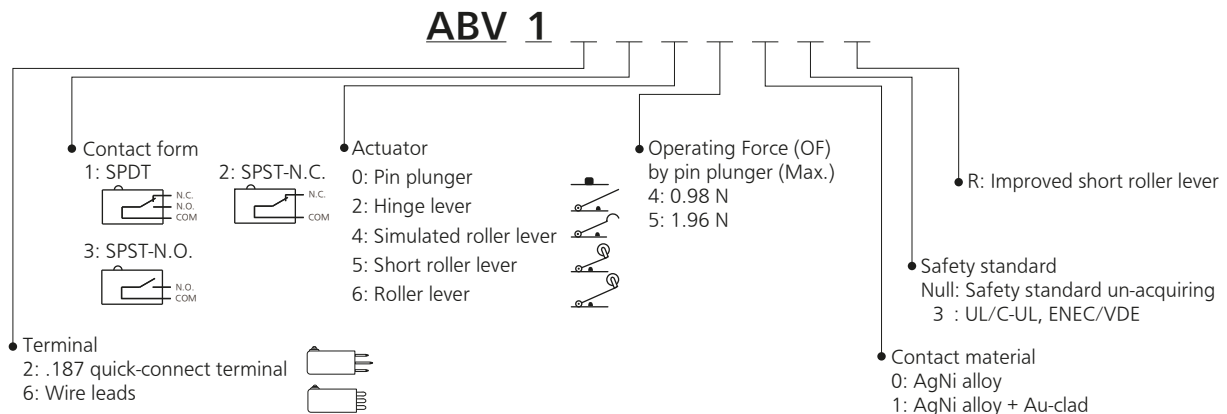 ABV 1
Contact form
1: SPDT
N.C.
N.O.
COM
2: SPST-N.C.
N.C.
COM
3: SPST-N.O.
N.O.
COM
Actuator
0: Pin plunger
2: Hinge lever
4: Simulated roller lever
5: Short roller lever
6: Roller lever
Operating Force (OF)
by pin plunger (Max.)
4: 0.98 N
5: 1.96 N
R: Improved short roller lever
Safety standard
Null: Safety standard un-acquiring
3 : UL/C-UL, ENEC/VDE
Terminal
2: .187 quick-connect terminal
6: Wire leads
Contact material
0: AgNi alloy
1: AgNi alloy + Au-clad